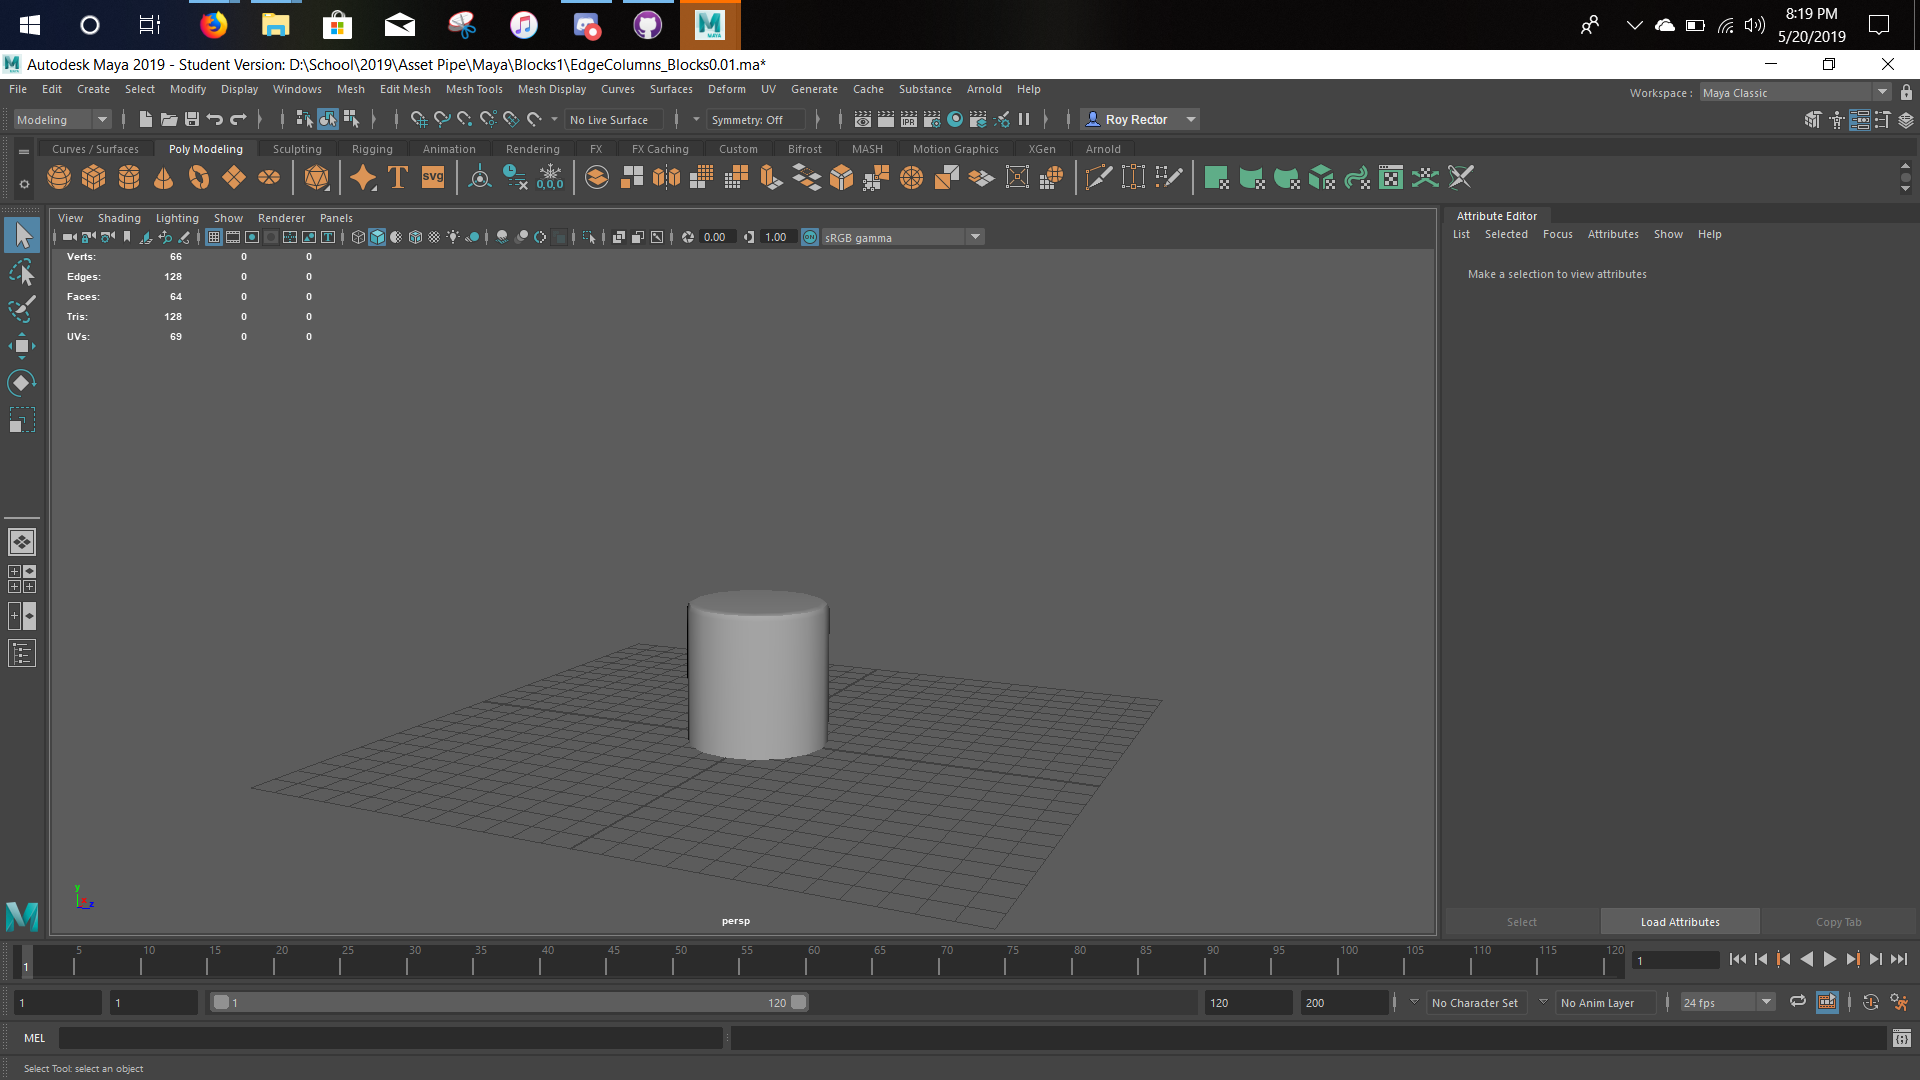 8:19 PM
5/20/2019
Autodesk Maya 2019 - Student Version: D:\School\2019\Asset Pipe\Maya\Blocks1\EdgeColumns_Blocks0.01.ma*
File Edit Create Select Modify Display Windows Mesh Edit Mesh Mesh Tools Mesh Display Curves Surfaces Deform UV Generate Cache Substance Arnold Help
Workspace : Maya Classic
Modeling No Live Surface Symmetry: Off IPR Roy Rector
Curves / Surfaces Poly Modeling Sculpting Rigging Animation Rendering FX FX Caching Custom Bifrost MASH Motion Graphics XGen Arnold
T svg 0,0,0
View Shading Lighting Show Renderer Panels
0.00 1.00 ON sRGB gamma
Verts: 66 0 0
Edges: 128 0 0
Faces: 64 0 0
Tris: 128 0 0
UVs: 69 0 0
Attribute Editor
List Selected Focus Attributes Show Help
Make a selection to view attributes
y
z
persp
Select Load Attributes Copy Tab
5 10 15 20 25 30 35 40 45 50 55 60 65 70 75 80 85 90 95 100 105 110 115 120
1 1
1 1 1 120 120 200 No Character Set No Anim Layer 24 fps
MEL
Select Tool: select an object